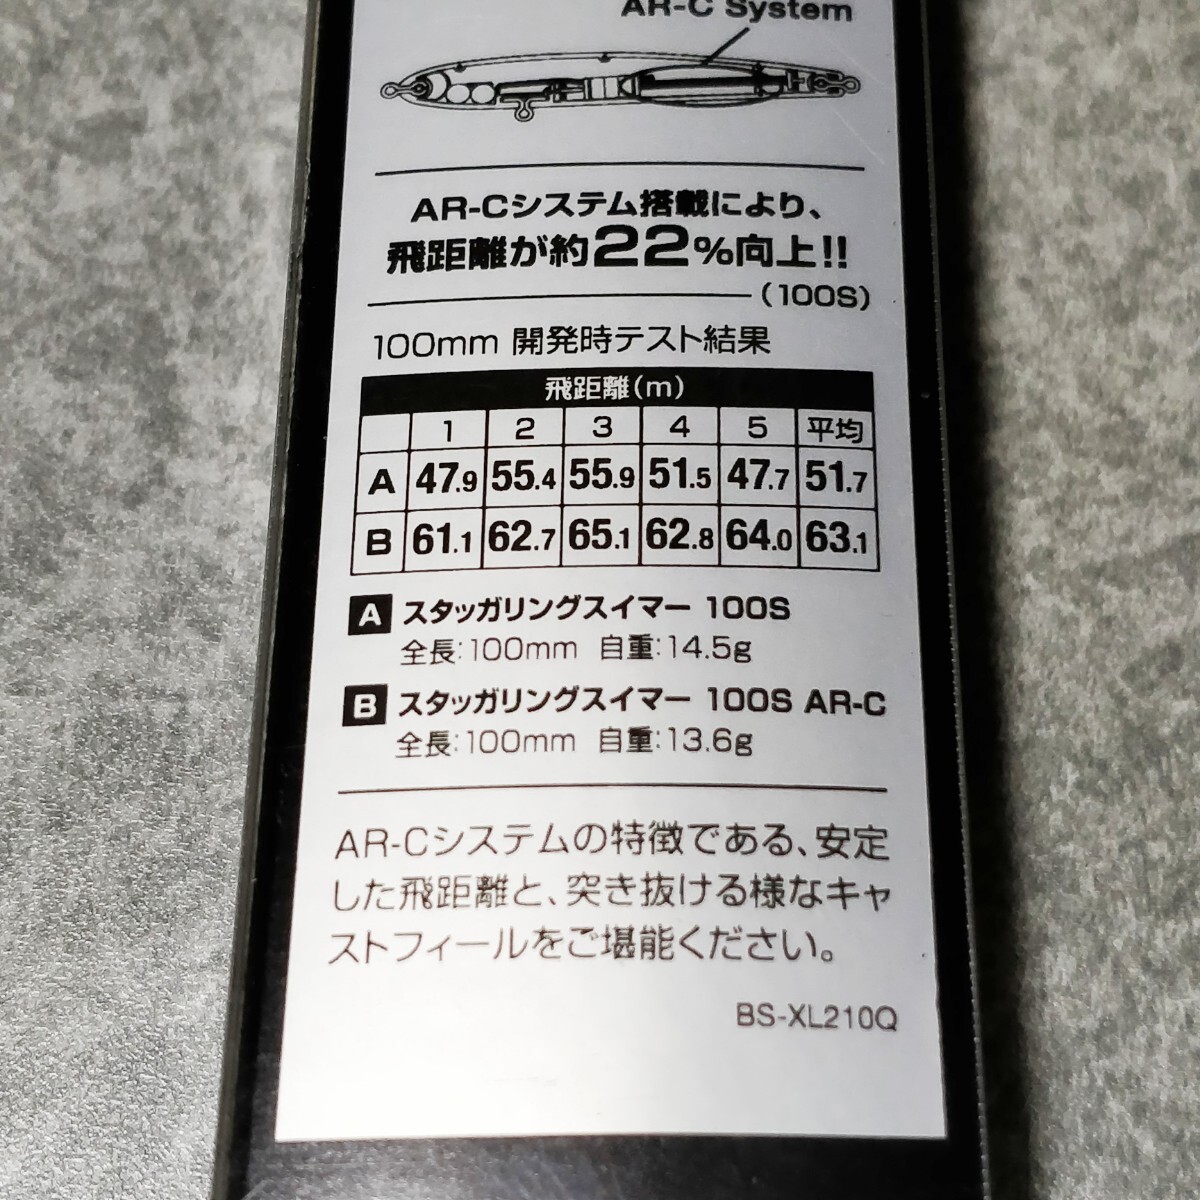 AR-C System
AR-Cシステム搭載により、
飛距離が約22%向上!!
(100S)
100mm 開発時テスト結果
飛距離(m)
1 2 3 4 5 平均
A 47.9 55.4 55.9 51.5 47.7 51.7
B 61.1 62.7 65.1 62.8 64.0 63.1
A スタッガリングスイマー 100S
全長:100mm 自重:14.5g
B スタッガリングスイマー 100S AR-C
全長:100mm 自重:13.6g
AR-Cシステムの特徴である、安定
した飛距離と、突き抜ける様なキャ
ストフィールをご堪能ください。
BS-XL210Q